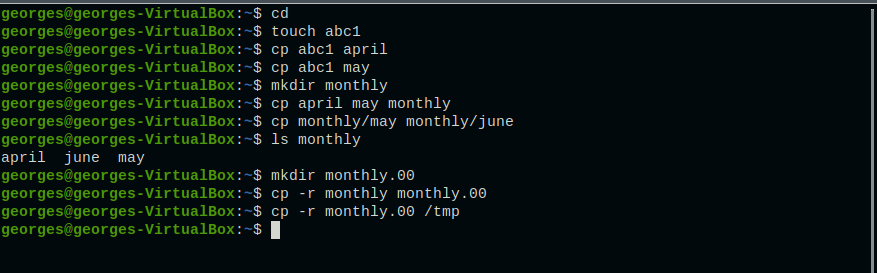 georges@georges-VirtualBox:~$ cd
georges@georges-VirtualBox:~$ touch abc1
georges@georges-VirtualBox:~$ cp abc1 april
georges@georges-VirtualBox:~$ cp abc1 may
georges@georges-VirtualBox:~$ mkdir monthly
georges@georges-VirtualBox:~$ cp april may monthly
georges@georges-VirtualBox:~$ cp monthly/may monthly/june
georges@georges-VirtualBox:~$ ls monthly
april  june  may
georges@georges-VirtualBox:~$ mkdir monthly.00
georges@georges-VirtualBox:~$ cp -r monthly monthly.00
georges@georges-VirtualBox:~$ cp -r monthly.00 /tmp
georges@georges-VirtualBox:~$